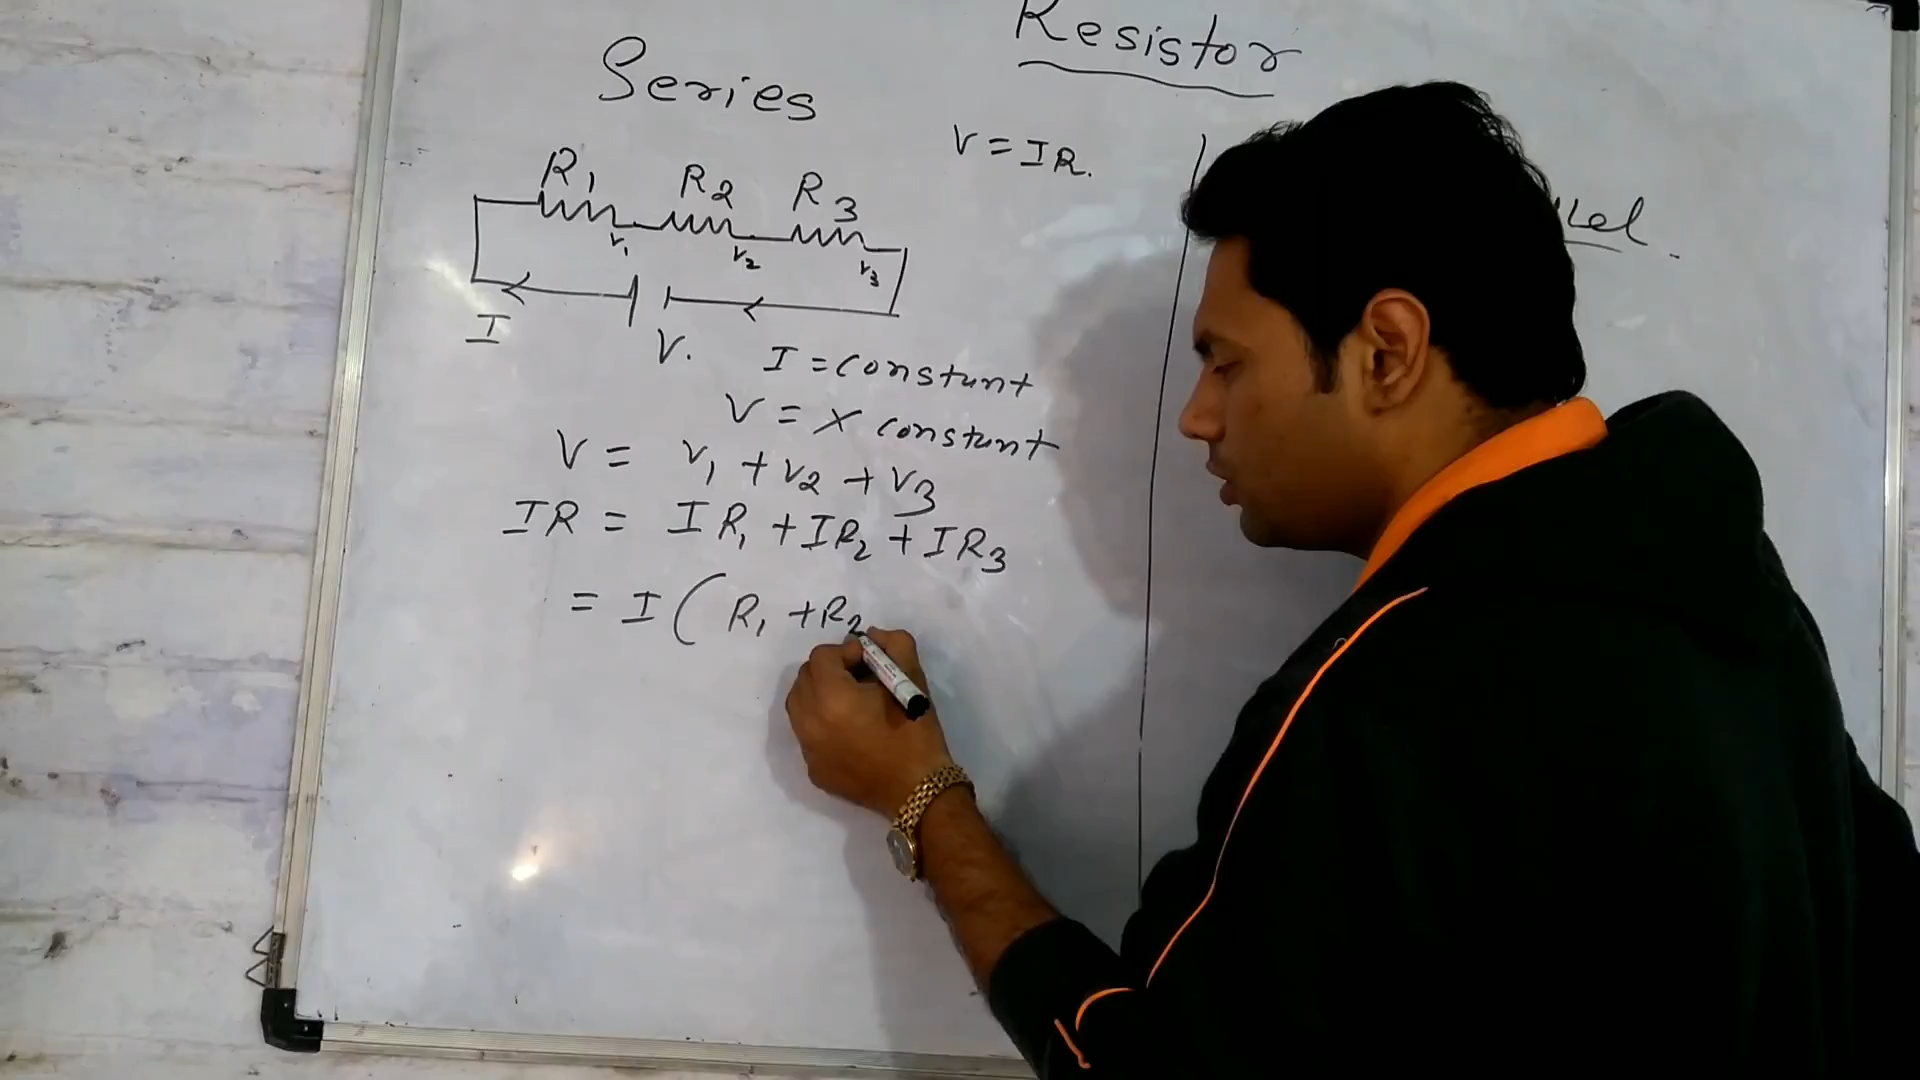 Resistor
Series
V = IR.
R1 R2 R3
V1 V2 V3
I
V.
I = constant
V = X constant
V = V1 + V2 + V3
IR = IR1 + IR2 + IR3
= I ( R1 + R2